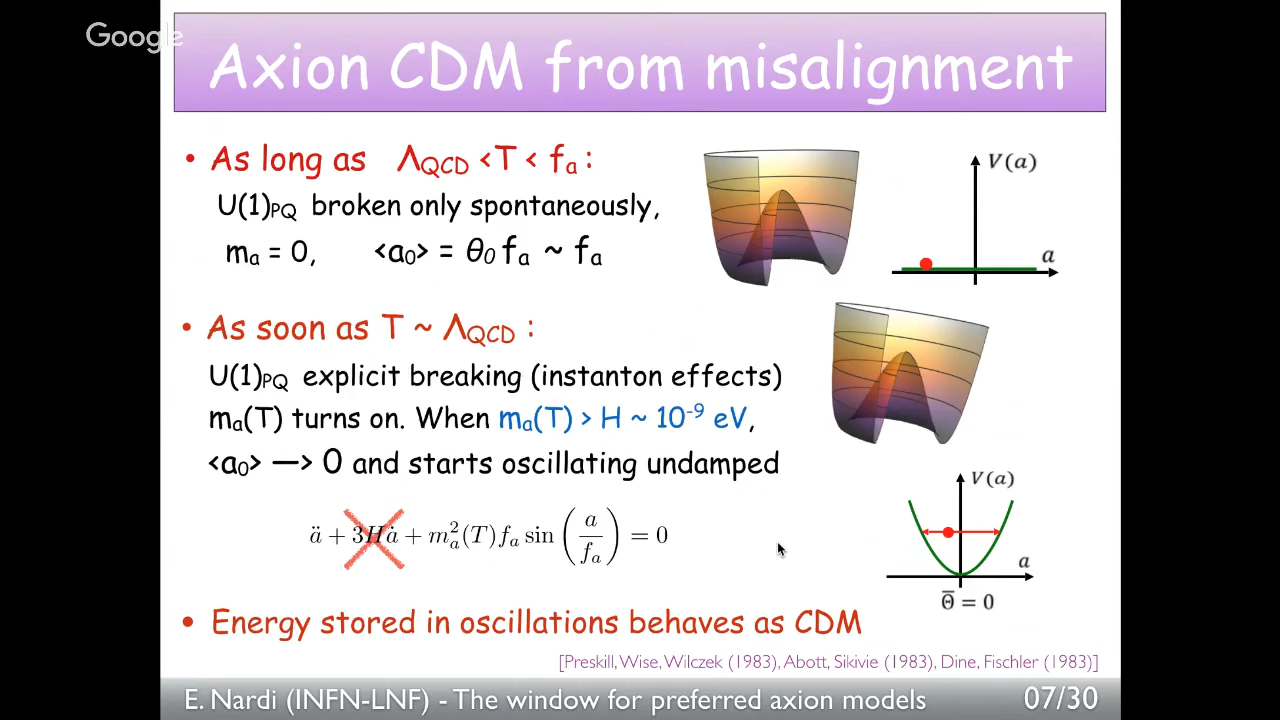 Google
Axion CDM from misalignment
• As long as Λ_QCD < T < f_a :
U(1)_PQ broken only spontaneously,
m_a = 0, <a_0> = θ_0 f_a ~ f_a
V(a)
a
• As soon as T ~ Λ_QCD :
U(1)_PQ explicit breaking (instanton effects)
m_a(T) turns on. When m_a(T) > H ~ 10^-9 eV,
<a_0> —> 0 and starts oscillating undamped
ä + 3Hȧ + m_a^2(T) f_a sin(a/f_a) = 0
V(a)
a
Θ̅ = 0
• Energy stored in oscillations behaves as CDM
[Preskill, Wise, Wilczek (1983), Abott, Sikivie (1983), Dine, Fischler (1983)]
E. Nardi (INFN-LNF) - The window for preferred axion models 07/30